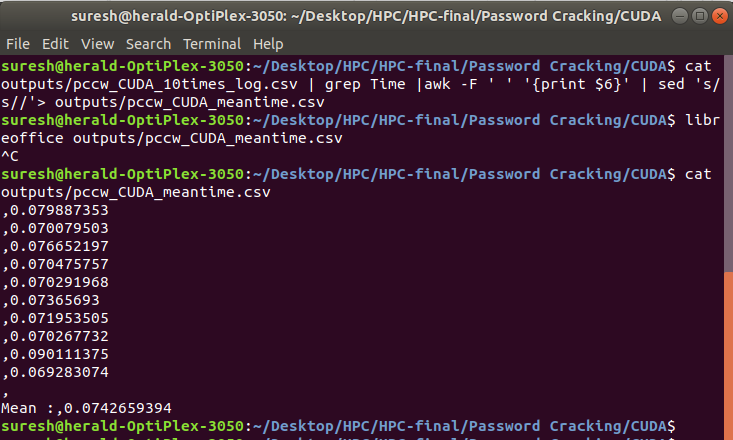 suresh@herald-OptiPlex-3050: ~/Desktop/HPC/HPC-final/Password Cracking/CUDA
File Edit View Search Terminal Help
suresh@herald-OptiPlex-3050:~/Desktop/HPC/HPC-final/Password Cracking/CUDA$ cat
outputs/pccw_CUDA_10times_log.csv | grep Time |awk -F ' ' '{print $6}' | sed 's/
s//'> outputs/pccw_CUDA_meantime.csv
suresh@herald-OptiPlex-3050:~/Desktop/HPC/HPC-final/Password Cracking/CUDA$ libr
eoffice outputs/pccw_CUDA_meantime.csv
^C
suresh@herald-OptiPlex-3050:~/Desktop/HPC/HPC-final/Password Cracking/CUDA$ cat
outputs/pccw_CUDA_meantime.csv
,0.079887353
,0.070079503
,0.076652197
,0.070475757
,0.070291968
,0.07365693
,0.071953505
,0.070267732
,0.090111375
,0.069283074
,
Mean :,0.0742659394
suresh@herald-OptiPlex-3050:~/Desktop/HPC/HPC-final/Password Cracking/CUDA$